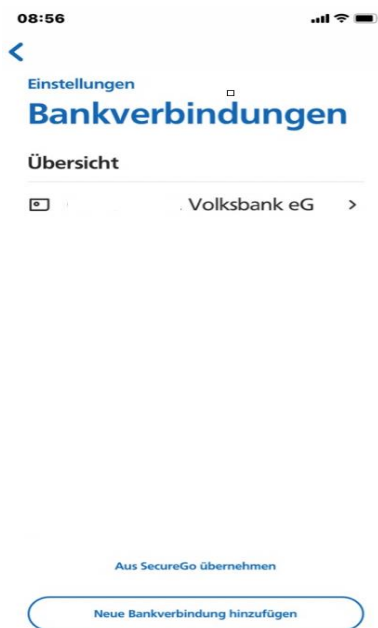 08:56
Einstellungen
Bankverbindungen
Übersicht
Volksbank eG
Aus SecureGo übernehmen
Neue Bankverbindung hinzufügen